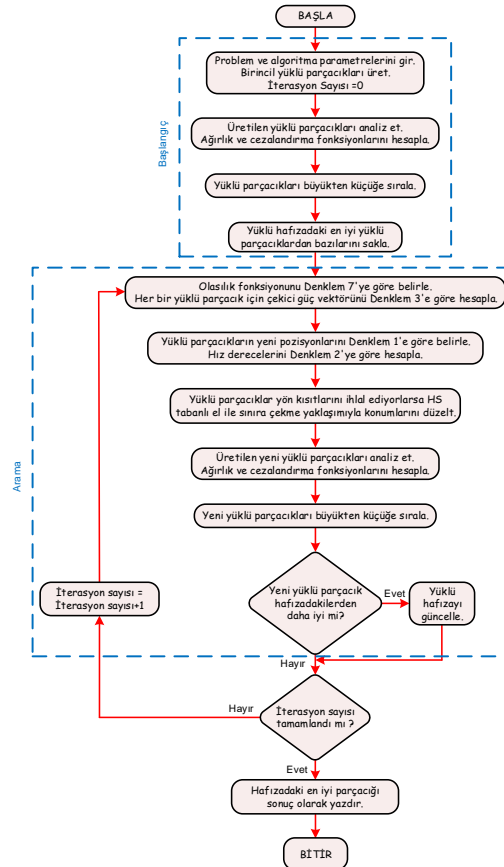 BAŞLA
Başlangıç
Problem ve algoritma parametrelerini gir.
Birincil yüklü parçacıkları üret.
İterasyon Sayısı =0
Üretilen yüklü parçacıkları analiz et.
Ağırlık ve cezalandırma fonksiyonlarını hesapla.
Yüklü parçacıkları büyükten küçüğe sırala.
Yüklü hafızadaki en iyi yüklü
parçacıklardan bazılarını sakla.
Arama
Olasılık fonksiyonunu Denklem 7'ye göre belirle.
Her bir yüklü parçacık için çekici güç vektörünü Denklem 3'e göre hesapla.
Yüklü parçacıkların yeni pozisyonlarını Denklem 1'e göre belirle.
Hız derecelerini Denklem 2'ye göre hesapla.
Yüklü parçacıklar yön kısıtlarını ihlal ediyorlarsa HS
tabanlı el ile sınıra çekme yaklaşımıyla konumlarını düzelt.
Üretilen yeni yüklü parçacıkları analiz et.
Ağırlık ve cezalandırma fonksiyonlarını hesapla.
Yeni yüklü parçacıkları büyükten küçüğe sırala.
Yeni yüklü parçacık
hafızadakilerden
daha iyi mi?
Evet
Yüklü
hafızayı
güncelle.
İterasyon sayısı =
İterasyon sayısı+1
Hayır
Hayır
İterasyon sayısı
tamamlandı mı ?
Evet
Hafızadaki en iyi parçacığı
sonuç olarak yazdır.
BİTİR